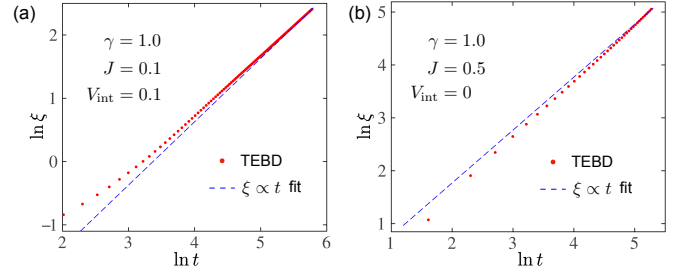 (a)
γ = 1.0
J = 0.1
V_int = 0.1
TEBD
ξ ∝ t fit
ln ξ
2
1
0
−1
2 3 4 5 6
ln t
(b)
γ = 1.0
J = 0.5
V_int = 0
TEBD
ξ ∝ t fit
ln ξ
5
4
3
2
1
1 2 3 4 5
ln t